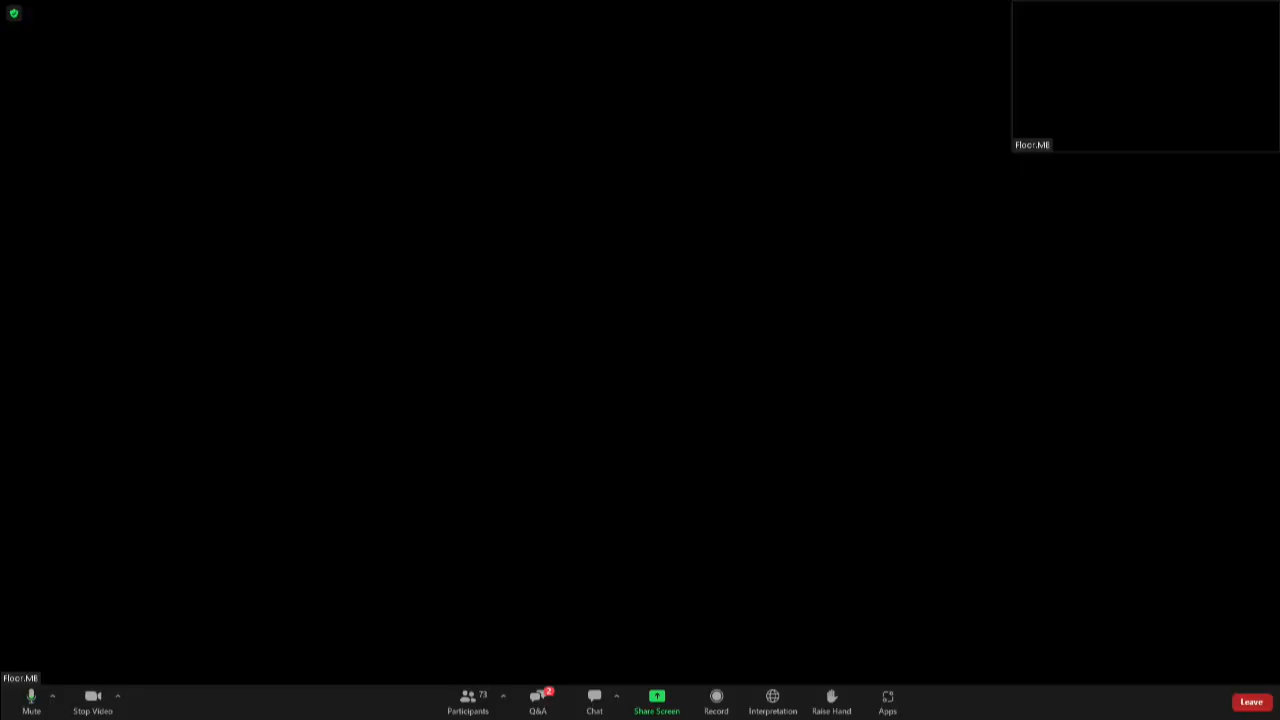 Floor.MB
Floor.MB
Mute
Stop Video
Participants 73
Q&A 2
Chat
Share Screen
Record
Interpretation
Raise Hand
Apps
Leave